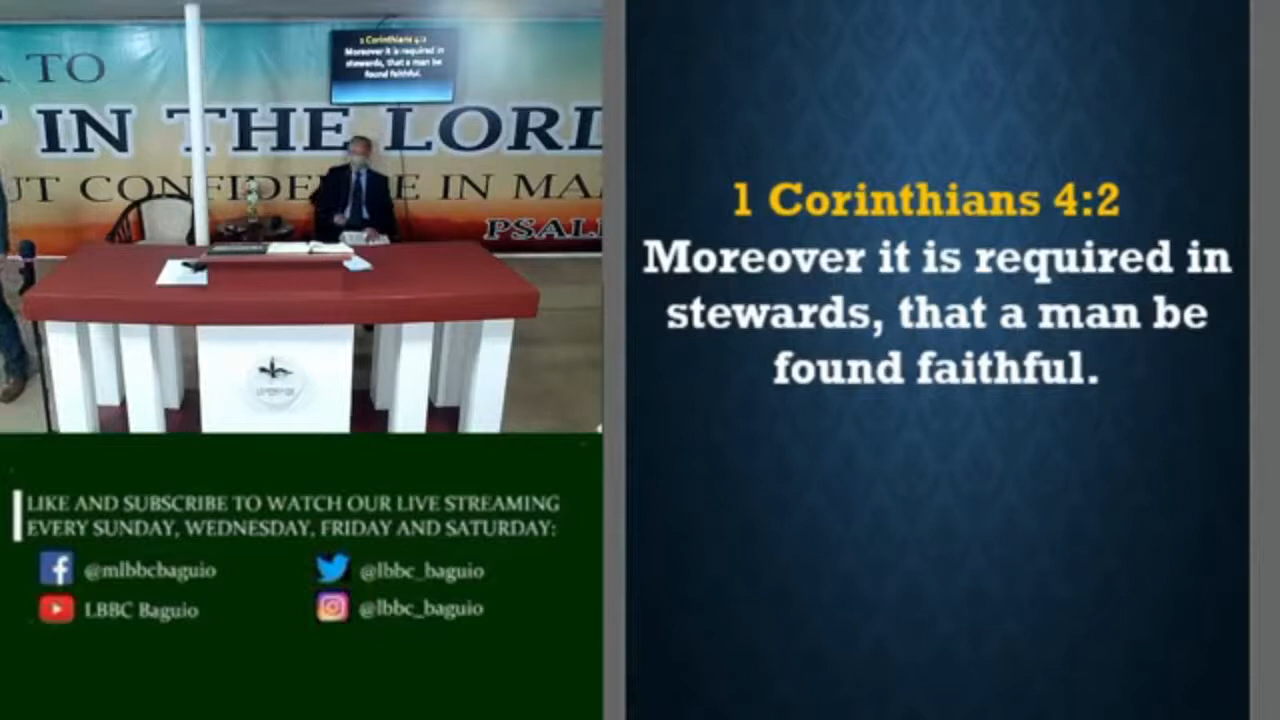 A TO
IN THE LORD
UT CONFIDE E IN MA
PSAL
1 Corinthians 4:2
Moreover it is required in
stewards, that a man be
found faithful.
LIKE AND SUBSCRIBE TO WATCH OUR LIVE STREAMING
EVERY SUNDAY, WEDNESDAY, FRIDAY AND SATURDAY:
@mlbbcbaguio
@lbbc_baguio
LBBC Baguio
@lbbc_baguio
1 Corinthians 4:2
Moreover it is required in
stewards, that a man be
found faithful.